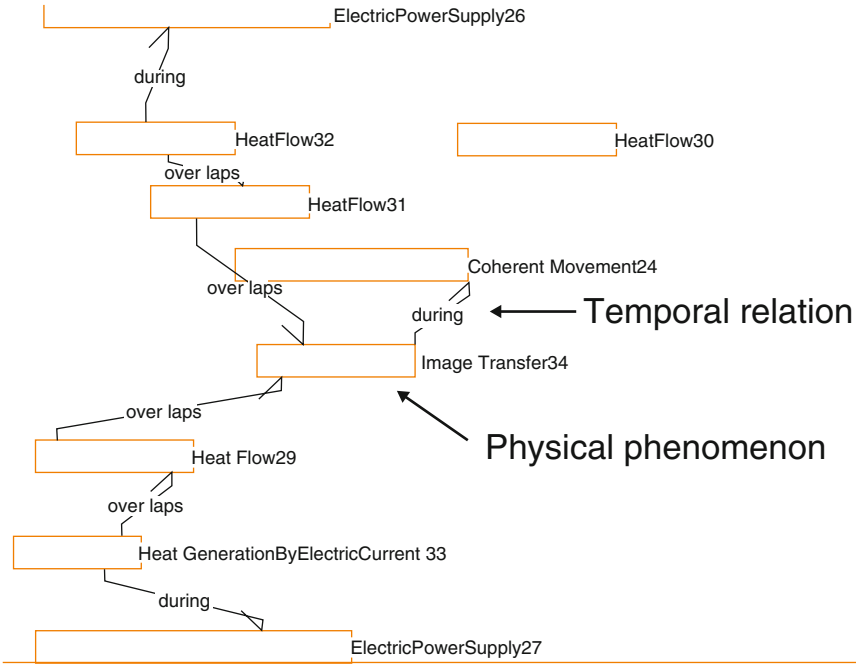 ElectricPowerSupply26
during
HeatFlow32
HeatFlow30
over laps
HeatFlow31
Coherent Movement24
over laps
during
Temporal relation
Image Transfer34
over laps
Physical phenomenon
Heat Flow29
over laps
Heat GenerationByElectricCurrent 33
during
ElectricPowerSupply27